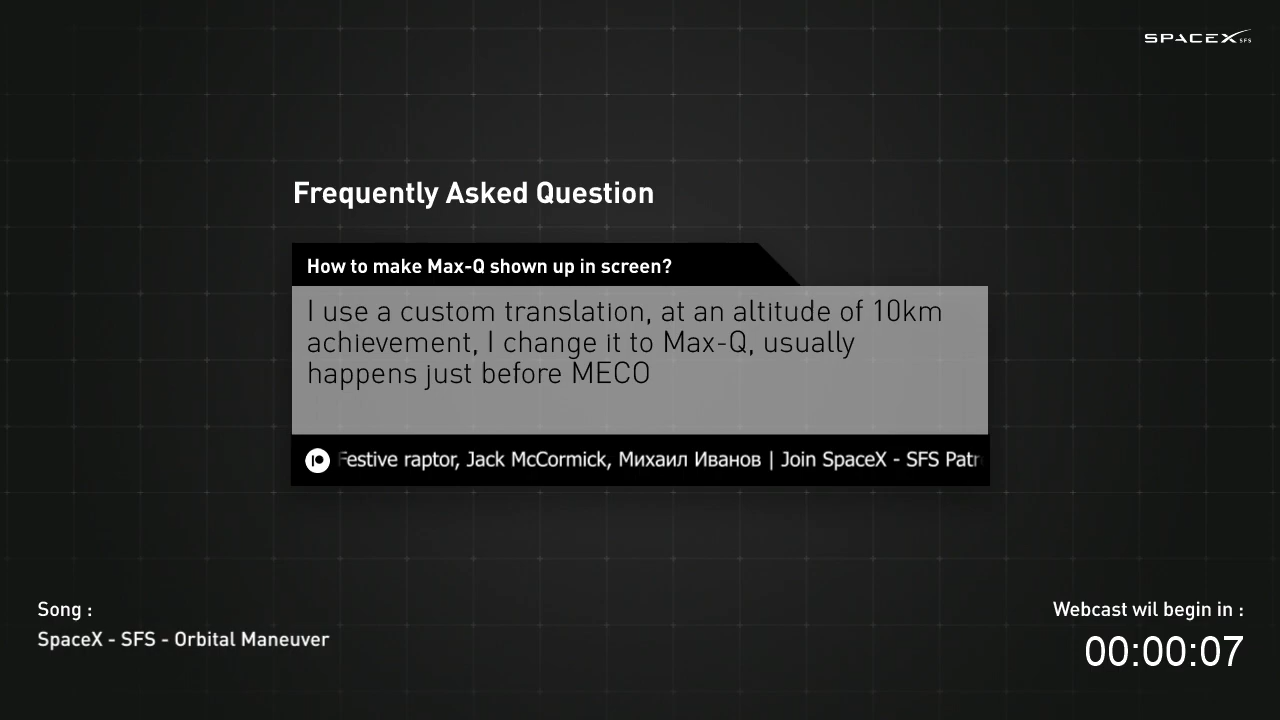 SPACEX SFS
Frequently Asked Question
How to make Max-Q shown up in screen?
I use a custom translation, at an altitude of 10km
achievement, I change it to Max-Q, usually
happens just before MECO
Festive raptor, Jack McCormick, Михаил Иванов | Join SpaceX - SFS Patr
Song :
SpaceX - SFS - Orbital Maneuver
Webcast wil begin in :
00:00:07